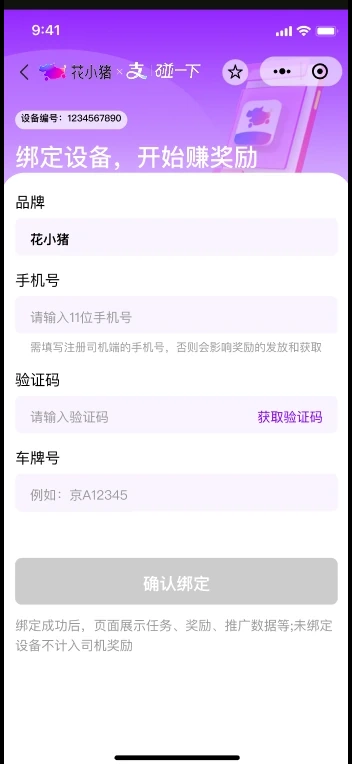 9:41
花小猪 × 支 碰一下
设备编号：1234567890
绑定设备，开始赚奖励
品牌
花小猪
手机号
请输入11位手机号
需填写注册司机端的手机号，否则会影响奖励的发放和获取
验证码
请输入验证码 获取验证码
车牌号
例如：京A12345
确认绑定
绑定成功后，页面展示任务、奖励、推广数据等;未绑定
设备不计入司机奖励